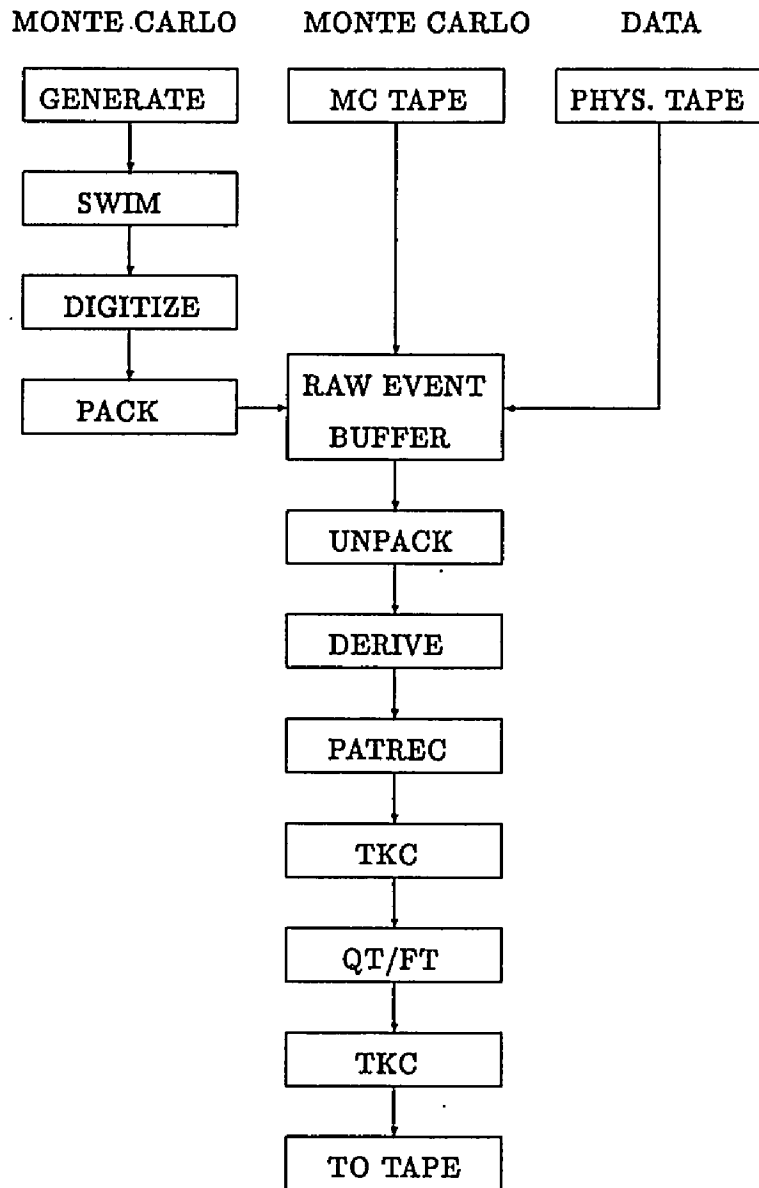 MONTE CARLO MONTE CARLO DATA
GENERATE MC TAPE PHYS. TAPE
SWIM
DIGITIZE
PACK
RAW EVENT
BUFFER
UNPACK
DERIVE
PATREC
TKC
QT/FT
TKC
TO TAPE